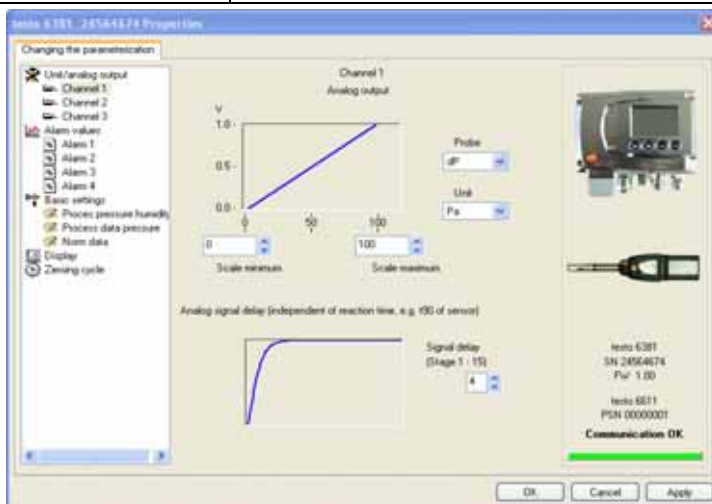 testo 6381 24564674 Properties
Changing the parameterization
Unit/analog output
Channel 1
Channel 2
Channel 3
Alarm values
Alarm 1
Alarm 2
Alarm 3
Alarm 4
Basic settings
Proces pressure humidity
Process data pressure
Norm data
Display
Zeroing cycle
Channel 1
Analog output
V
1.0
0.5
0.0
0 50 100
0 100
Scale minimum Scale maximum
Probe
dP
Unit
Pa
Analog signal delay (independent of reaction time, e.g. t90 of sensor)
Signal delay
(Stage 1 - 15)
4
testo 6381
SN 24564674
FW 1.00
testo 6611
PSN 00000001
Communication OK
OK Cancel Apply